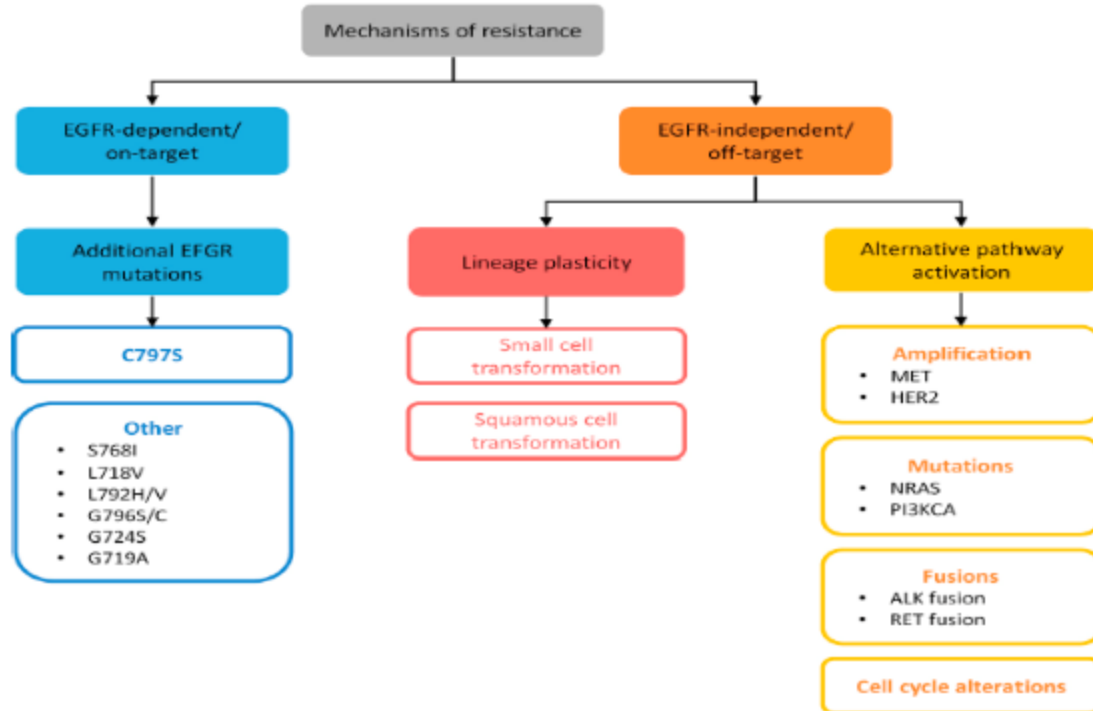 Mechanisms of resistance
EGFR-dependent/
on-target
EGFR-independent/
off-target
Additional EFGR
mutations
Lineage plasticity
Alternative pathway
activation
C797S
Other
• S768I
• L718V
• L792H/V
• G796S/C
• G724S
• G719A
Small cell
transformation
Squamous cell
transformation
Amplification
• MET
• HER2
Mutations
• NRAS
• PI3KCA
Fusions
• ALK fusion
• RET fusion
Cell cycle alterations